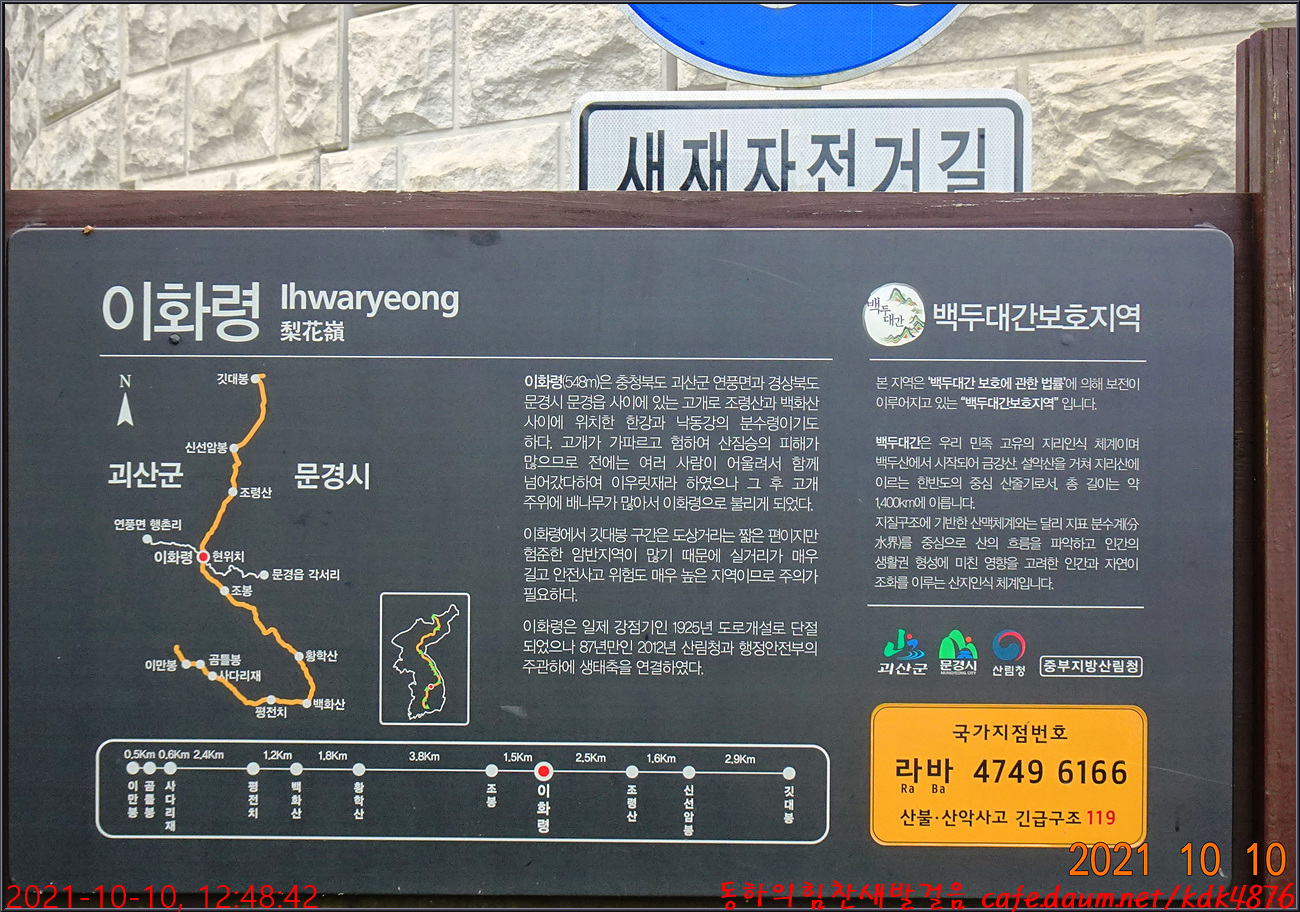 새재자전거길
이화령
Ihwaryeong
梨花嶺
백두대간
백두대간보호지역
N
깃대봉
신선암봉
괴산군
문경시
조령산
연풍면 행촌리
이화령
현위치
문경읍 각서리
조봉
황학산
이만봉
곰틀봉
사다리재
평전치
백화산
이화령(548m)은 충청북도 괴산군 연풍면과 경상북도
문경시 문경읍 사이에 있는 고개로 조령산과 백화산
사이에 위치한 한강과 낙동강의 분수령이기도
하다. 고개가 가파르고 험하여 산짐승의 피해가
많으므로 전에는 여러 사람이 어울려서 함께
넘어갔다하여 이우릿재라 하였으나 그 후 고개
주위에 배나무가 많아서 이화령으로 불리게 되었다.
이화령에서 깃대봉 구간은 도상거리는 짧은 편이지만
험준한 암반지역이 많기 때문에 실거리가 매우
길고 안전사고 위험도 매우 높은 지역이므로 주의가
필요하다.
이화령은 일제 강점기인 1925년 도로개설로 단절
되었으나 87년만인 2012년 산림청과 행정안전부의
주관하에 생태축을 연결하였다.
본 지역은 '백두대간 보호에 관한 법률'에 의해 보전이
이루어지고 있는 “백두대간보호지역” 입니다.
백두대간은 우리 민족 고유의 지리인식 체계이며
백두산에서 시작되어 금강산, 설악산을 거쳐 지리산에
이르는 한반도의 중심 산줄기로서, 총 길이는 약
1,400km에 이릅니다.
지질구조에 기반한 산맥체계와는 달리 지표 분수계(分
水界)를 중심으로 산의 흐름을 파악하고 인간의
생활권 형성에 미친 영향을 고려한 인간과 자연이
조화를 이루는 산지인식 체계입니다.
괴산군
문경시
MUNGYEONG CITY
산림청
중부지방산림청
0.5Km 0.6Km 2.4Km 1.2Km 1.8Km 3.8Km 1.5Km 2.5Km 1.6Km 2.9Km
이만봉 곰틀봉 사다리재 평전치 백화산 황학산 조봉 이화령 조령산 신선암봉 깃대봉
국가지점번호
라바 4749 6166
Ra Ba
산불·산악사고 긴급구조 119
2021 10 10
2021-10-10, 12:48:42
동하의힘찬새발걸음 cafe.daum.net/kdk4876